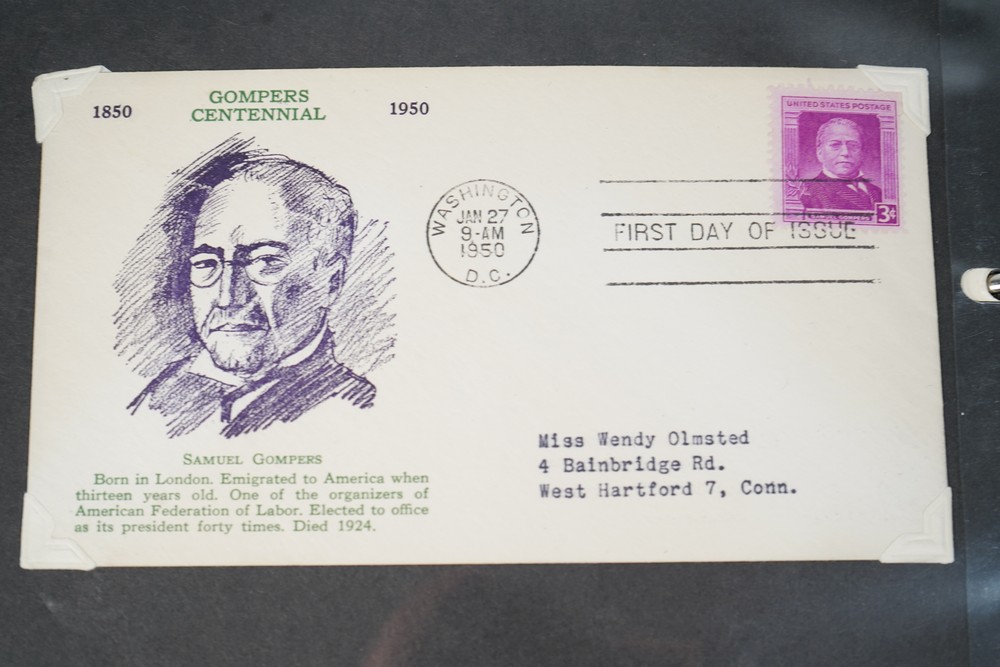 1850
GOMPERS
CENTENNIAL
1950
UNITED STATES POSTAGE
SAMUEL GOMPERS
3¢
WASHINGTON
JAN 27
9-AM
1950
D.C.
FIRST DAY OF ISSUE
SAMUEL GOMPERS
Born in London. Emigrated to America when
thirteen years old. One of the organizers of
American Federation of Labor. Elected to office
as its president forty times. Died 1924.
Miss Wendy Olmsted
4 Bainbridge Rd.
West Hartford 7, Conn.